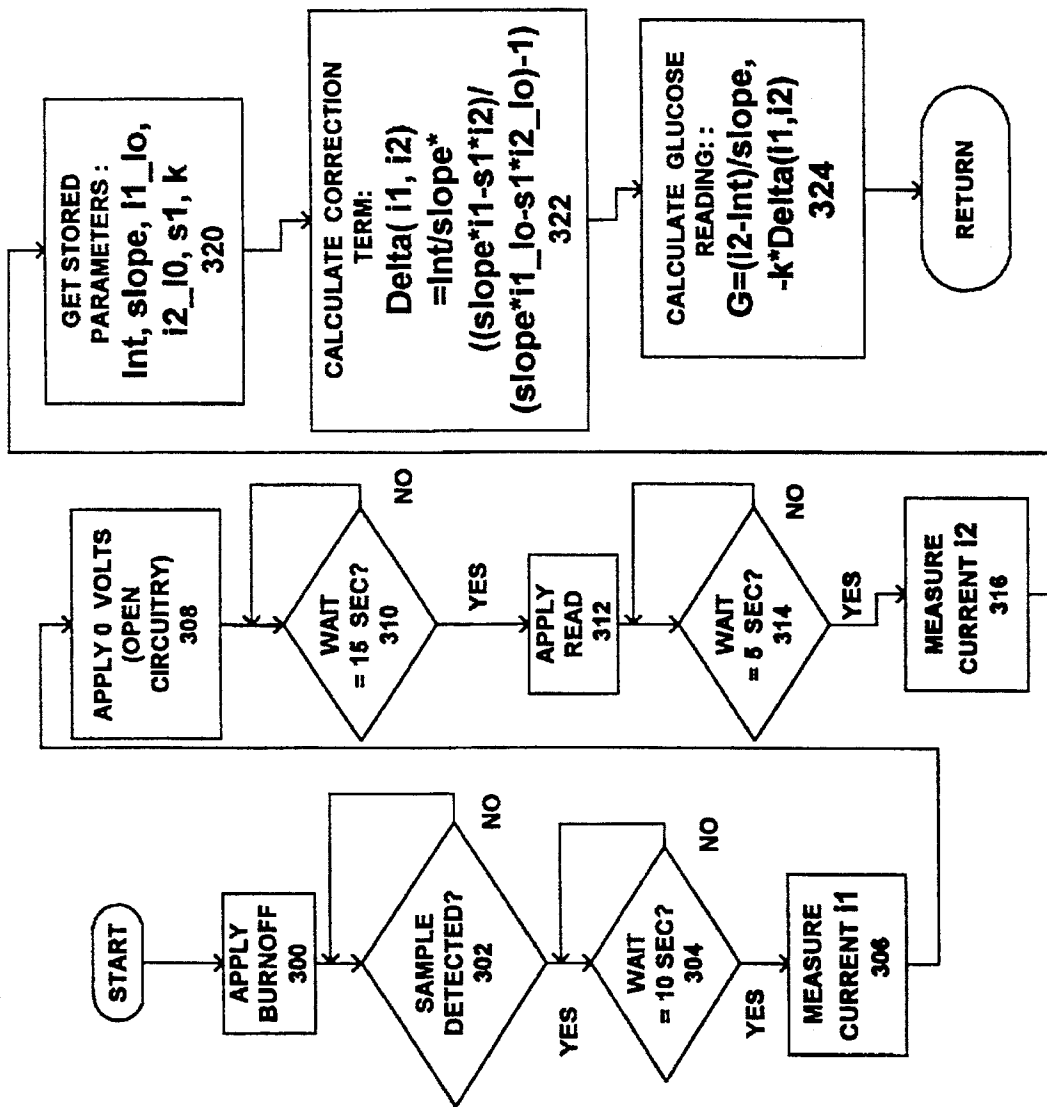 START
APPLY
BURNOFF
300
SAMPLE
DETECTED?
302
NO
YES
WAIT
= 10 SEC?
304
NO
YES
MEASURE
CURRENT i1
306
APPLY 0 VOLTS
(OPEN
CIRCUITRY)
308
WAIT
= 15 SEC?
310
NO
YES
APPLY
READ
312
WAIT
= 5 SEC?
314
NO
YES
MEASURE
CURRENT i2
316
GET STORED
PARAMETERS :
Int, slope, i1_lo,
i2_l0, s1, k
320
CALCULATE CORRECTION
TERM:
Delta( i1, i2)
=Int/slope*
((slope*i1-s1*i2)/
(slope*i1_lo-s1*i2_lo)-1)
322
CALCULATE GLUCOSE
READING: :
G=(i2-Int)/slope,
-k*Delta(i1,i2)
324
RETURN